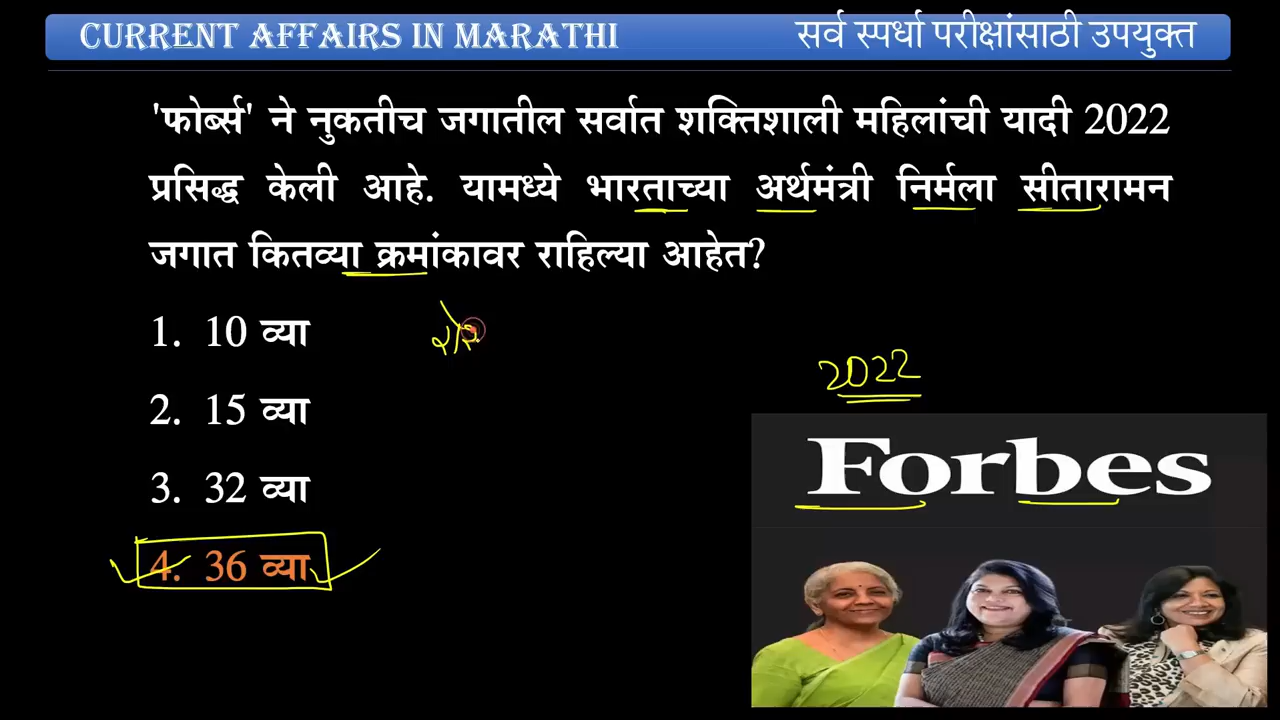 CURRENT AFFAIRS IN MARATHI
सर्व स्पर्धा परीक्षांसाठी उपयुक्त
'फोर्ब्स' ने नुकतीच जगातील सर्वात शक्तिशाली महिलांची यादी 2022
प्रसिद्ध केली आहे. यामध्ये भारताच्या अर्थमंत्री निर्मला सीतारामन
जगात कितव्या क्रमांकावर राहिल्या आहेत?
1. 10 व्या
2. 15 व्या
3. 32 व्या
4. 36 व्या
2022
Forbes